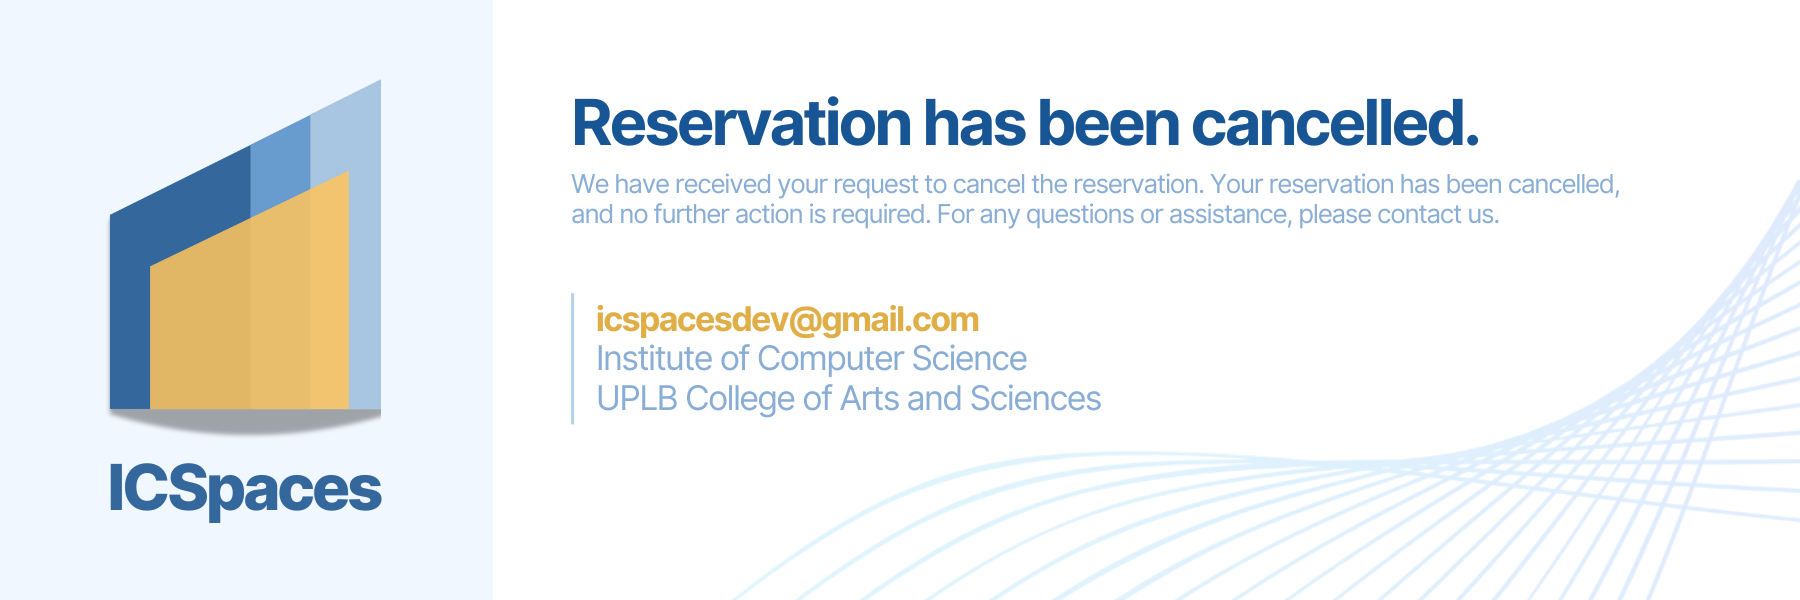 ICSpaces
Reservation has been cancelled.
We have received your request to cancel the reservation. Your reservation has been cancelled,
and no further action is required. For any questions or assistance, please contact us.
icspacesdev@gmail.com
Institute of Computer Science
UPLB College of Arts and Sciences